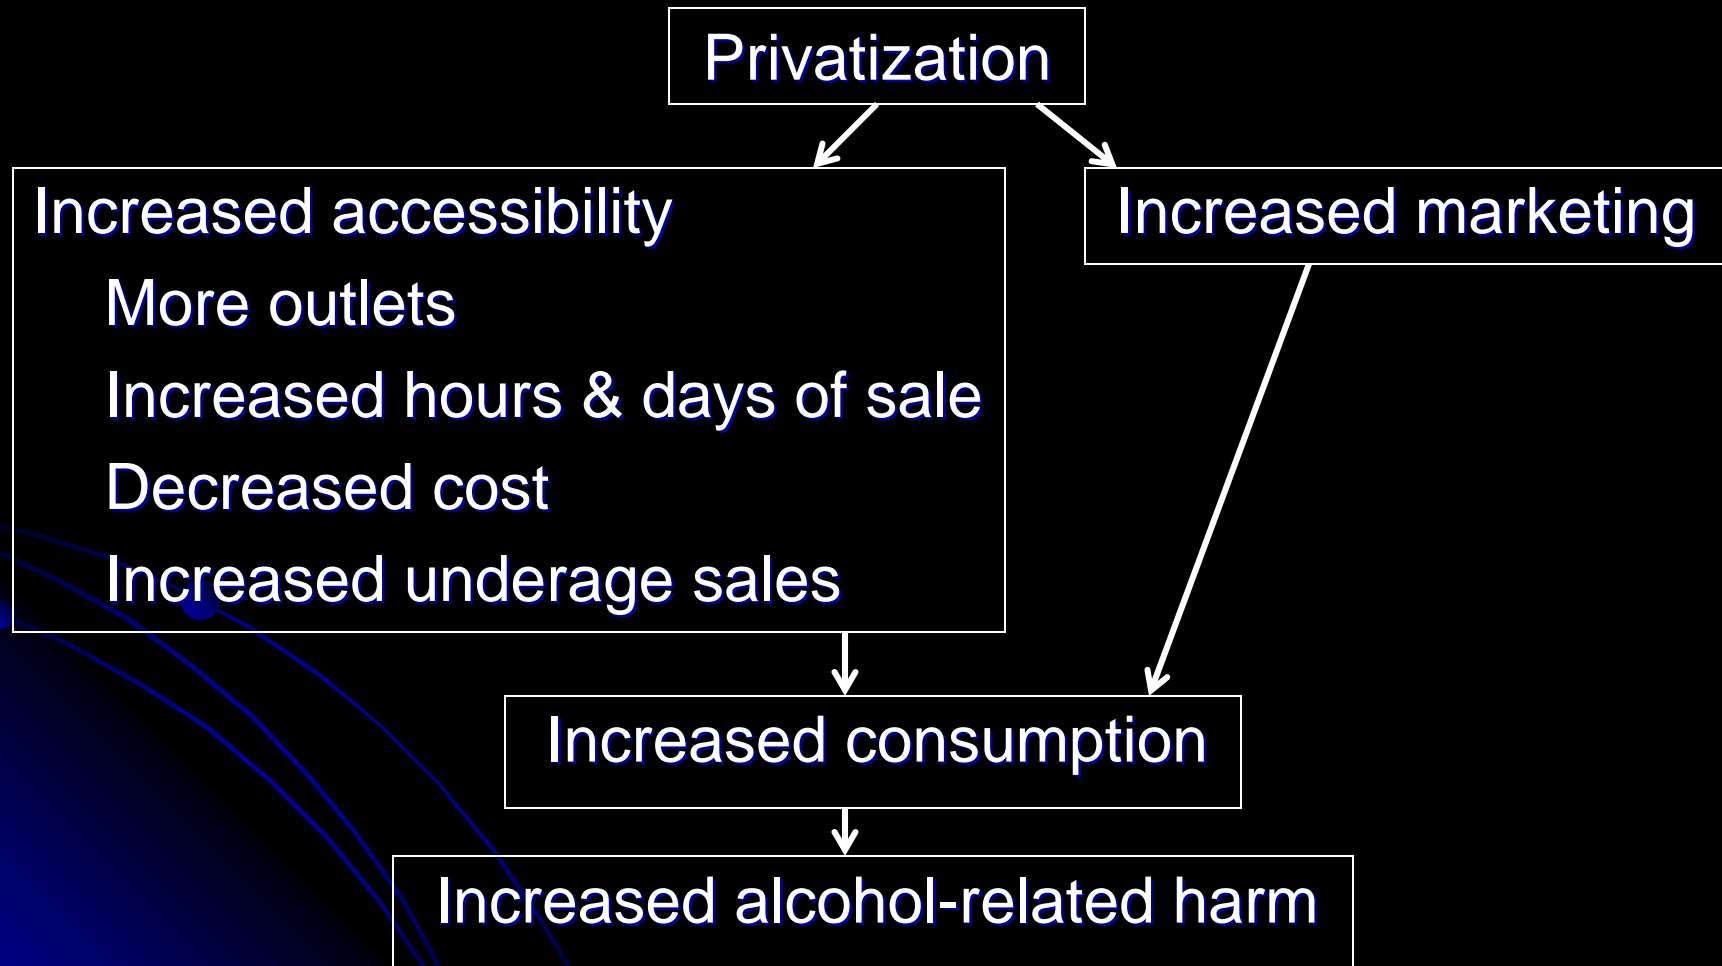 Privatization
Increased accessibility
Increased marketing
More outlets
Increased hours & days of sale
Decreased cost
Increased underage sales
Increased consumption
Increased alcohol-related harm